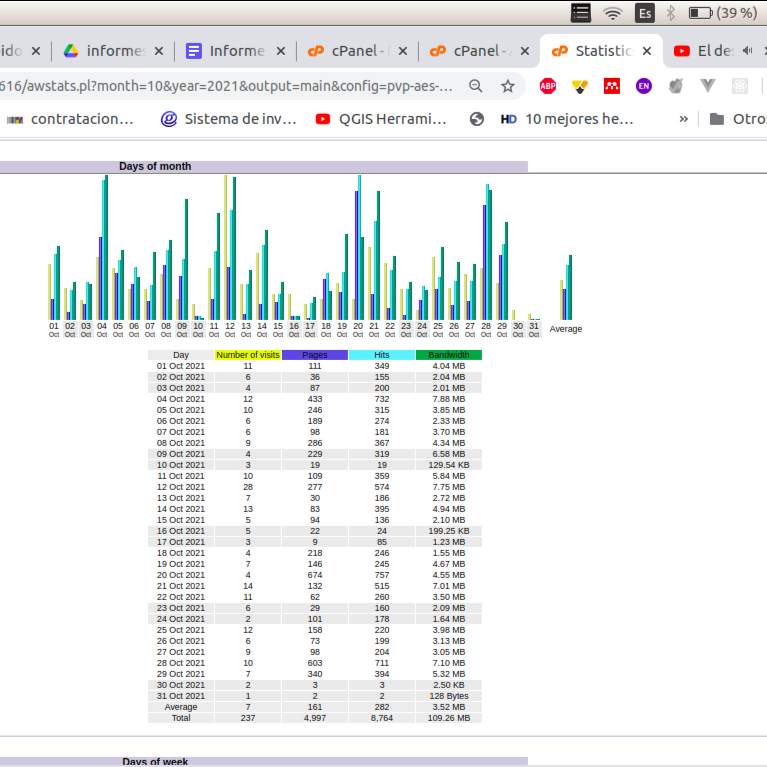 Es (39 %)
ido × informes × Informe × cPanel - × cPanel - × Statistic × El de
616/awstats.pl?month=10&year=2021&output=main&config=pvp-aes-...
ABP EN
contratacion... Sistema de inv... QGIS Herrami... HD 10 mejores he... » Otro
Days of month
01 02 03 04 05 06 07 08 09 10 11 12 13 14 15 16 17 18 19 20 21 22 23 24 25 26 27 28 29 30 31 Average
Oct Oct Oct Oct Oct Oct Oct Oct Oct Oct Oct Oct Oct Oct Oct Oct Oct Oct Oct Oct Oct Oct Oct Oct Oct Oct Oct Oct Oct Oct Oct
Day Number of visits Pages Hits Bandwidth
01 Oct 2021 11 111 349 4.04 MB
02 Oct 2021 6 36 155 2.04 MB
03 Oct 2021 4 87 200 2.01 MB
04 Oct 2021 12 433 732 7.88 MB
05 Oct 2021 10 246 315 3.85 MB
06 Oct 2021 6 189 274 2.33 MB
07 Oct 2021 6 98 181 3.70 MB
08 Oct 2021 9 286 367 4.34 MB
09 Oct 2021 4 229 319 6.58 MB
10 Oct 2021 3 19 19 129.54 KB
11 Oct 2021 10 109 359 5.84 MB
12 Oct 2021 28 277 574 7.75 MB
13 Oct 2021 7 30 186 2.72 MB
14 Oct 2021 13 83 395 4.94 MB
15 Oct 2021 5 94 136 2.10 MB
16 Oct 2021 5 22 24 199.25 KB
17 Oct 2021 3 9 85 1.23 MB
18 Oct 2021 4 218 246 1.55 MB
19 Oct 2021 7 146 245 4.67 MB
20 Oct 2021 4 674 757 4.55 MB
21 Oct 2021 14 132 515 7.01 MB
22 Oct 2021 11 62 260 3.50 MB
23 Oct 2021 6 29 160 2.09 MB
24 Oct 2021 2 101 178 1.64 MB
25 Oct 2021 12 158 220 3.98 MB
26 Oct 2021 6 73 199 3.13 MB
27 Oct 2021 9 98 204 3.05 MB
28 Oct 2021 10 603 711 7.10 MB
29 Oct 2021 7 340 394 5.32 MB
30 Oct 2021 2 3 3 2.50 KB
31 Oct 2021 1 2 2 128 Bytes
Average 7 161 282 3.52 MB
Total 237 4,997 8,764 109.26 MB
Days of week